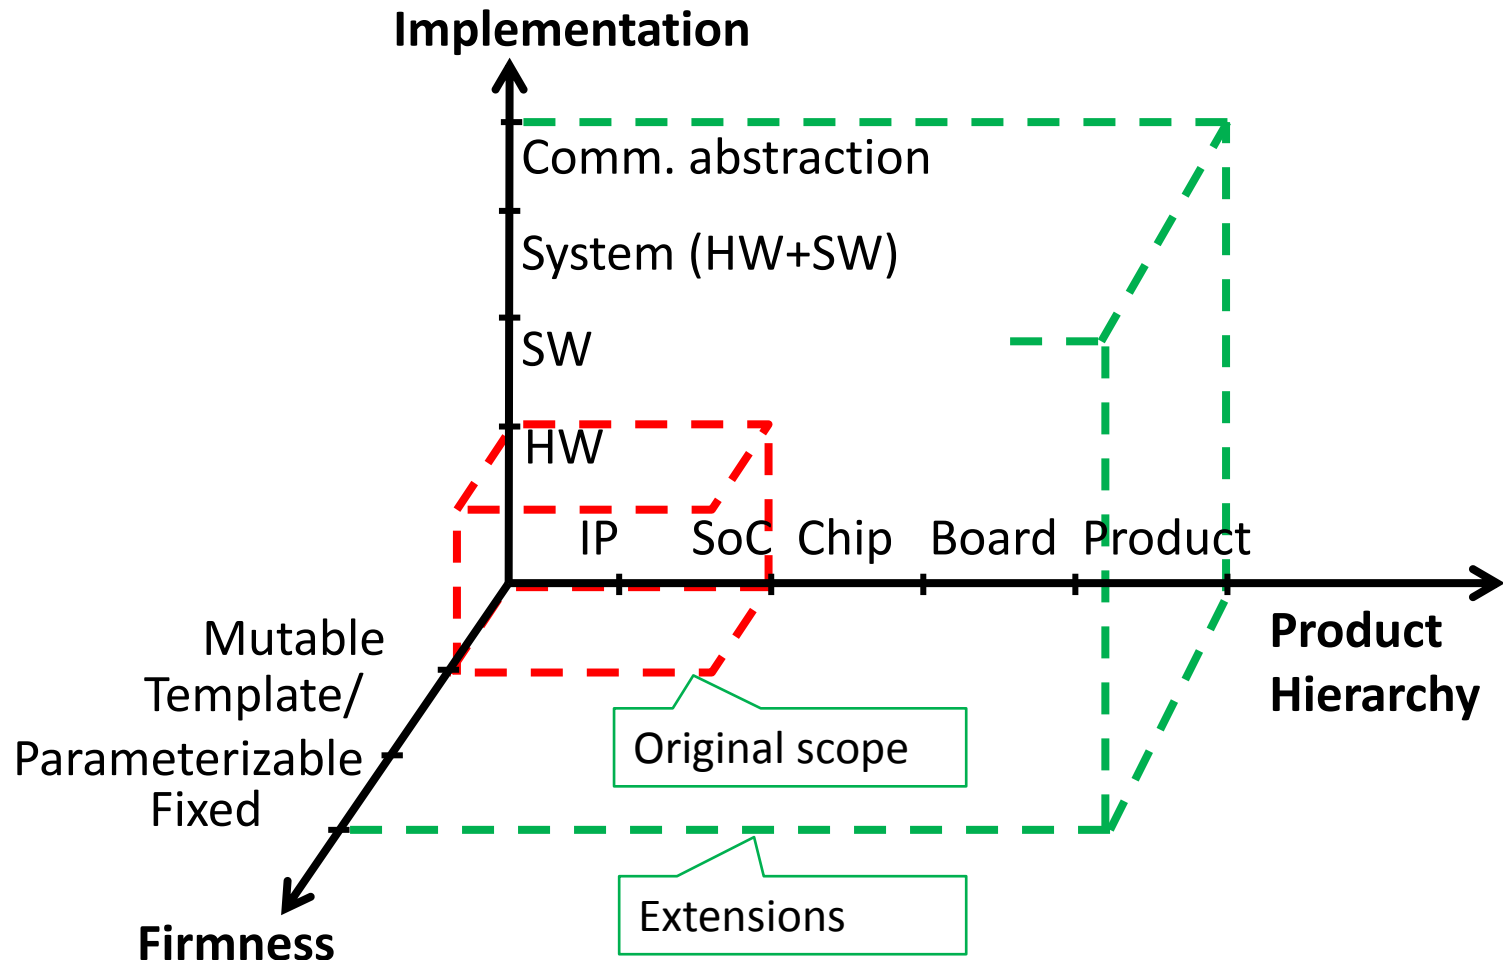 Implementation
Comm. abstraction
System (HW+SW)
SW
HW
IP SoC Chip Board Product
Product
Hierarchy
Mutable
Template/
Parameterizable
Fixed
Original scope
Extensions
Firmness